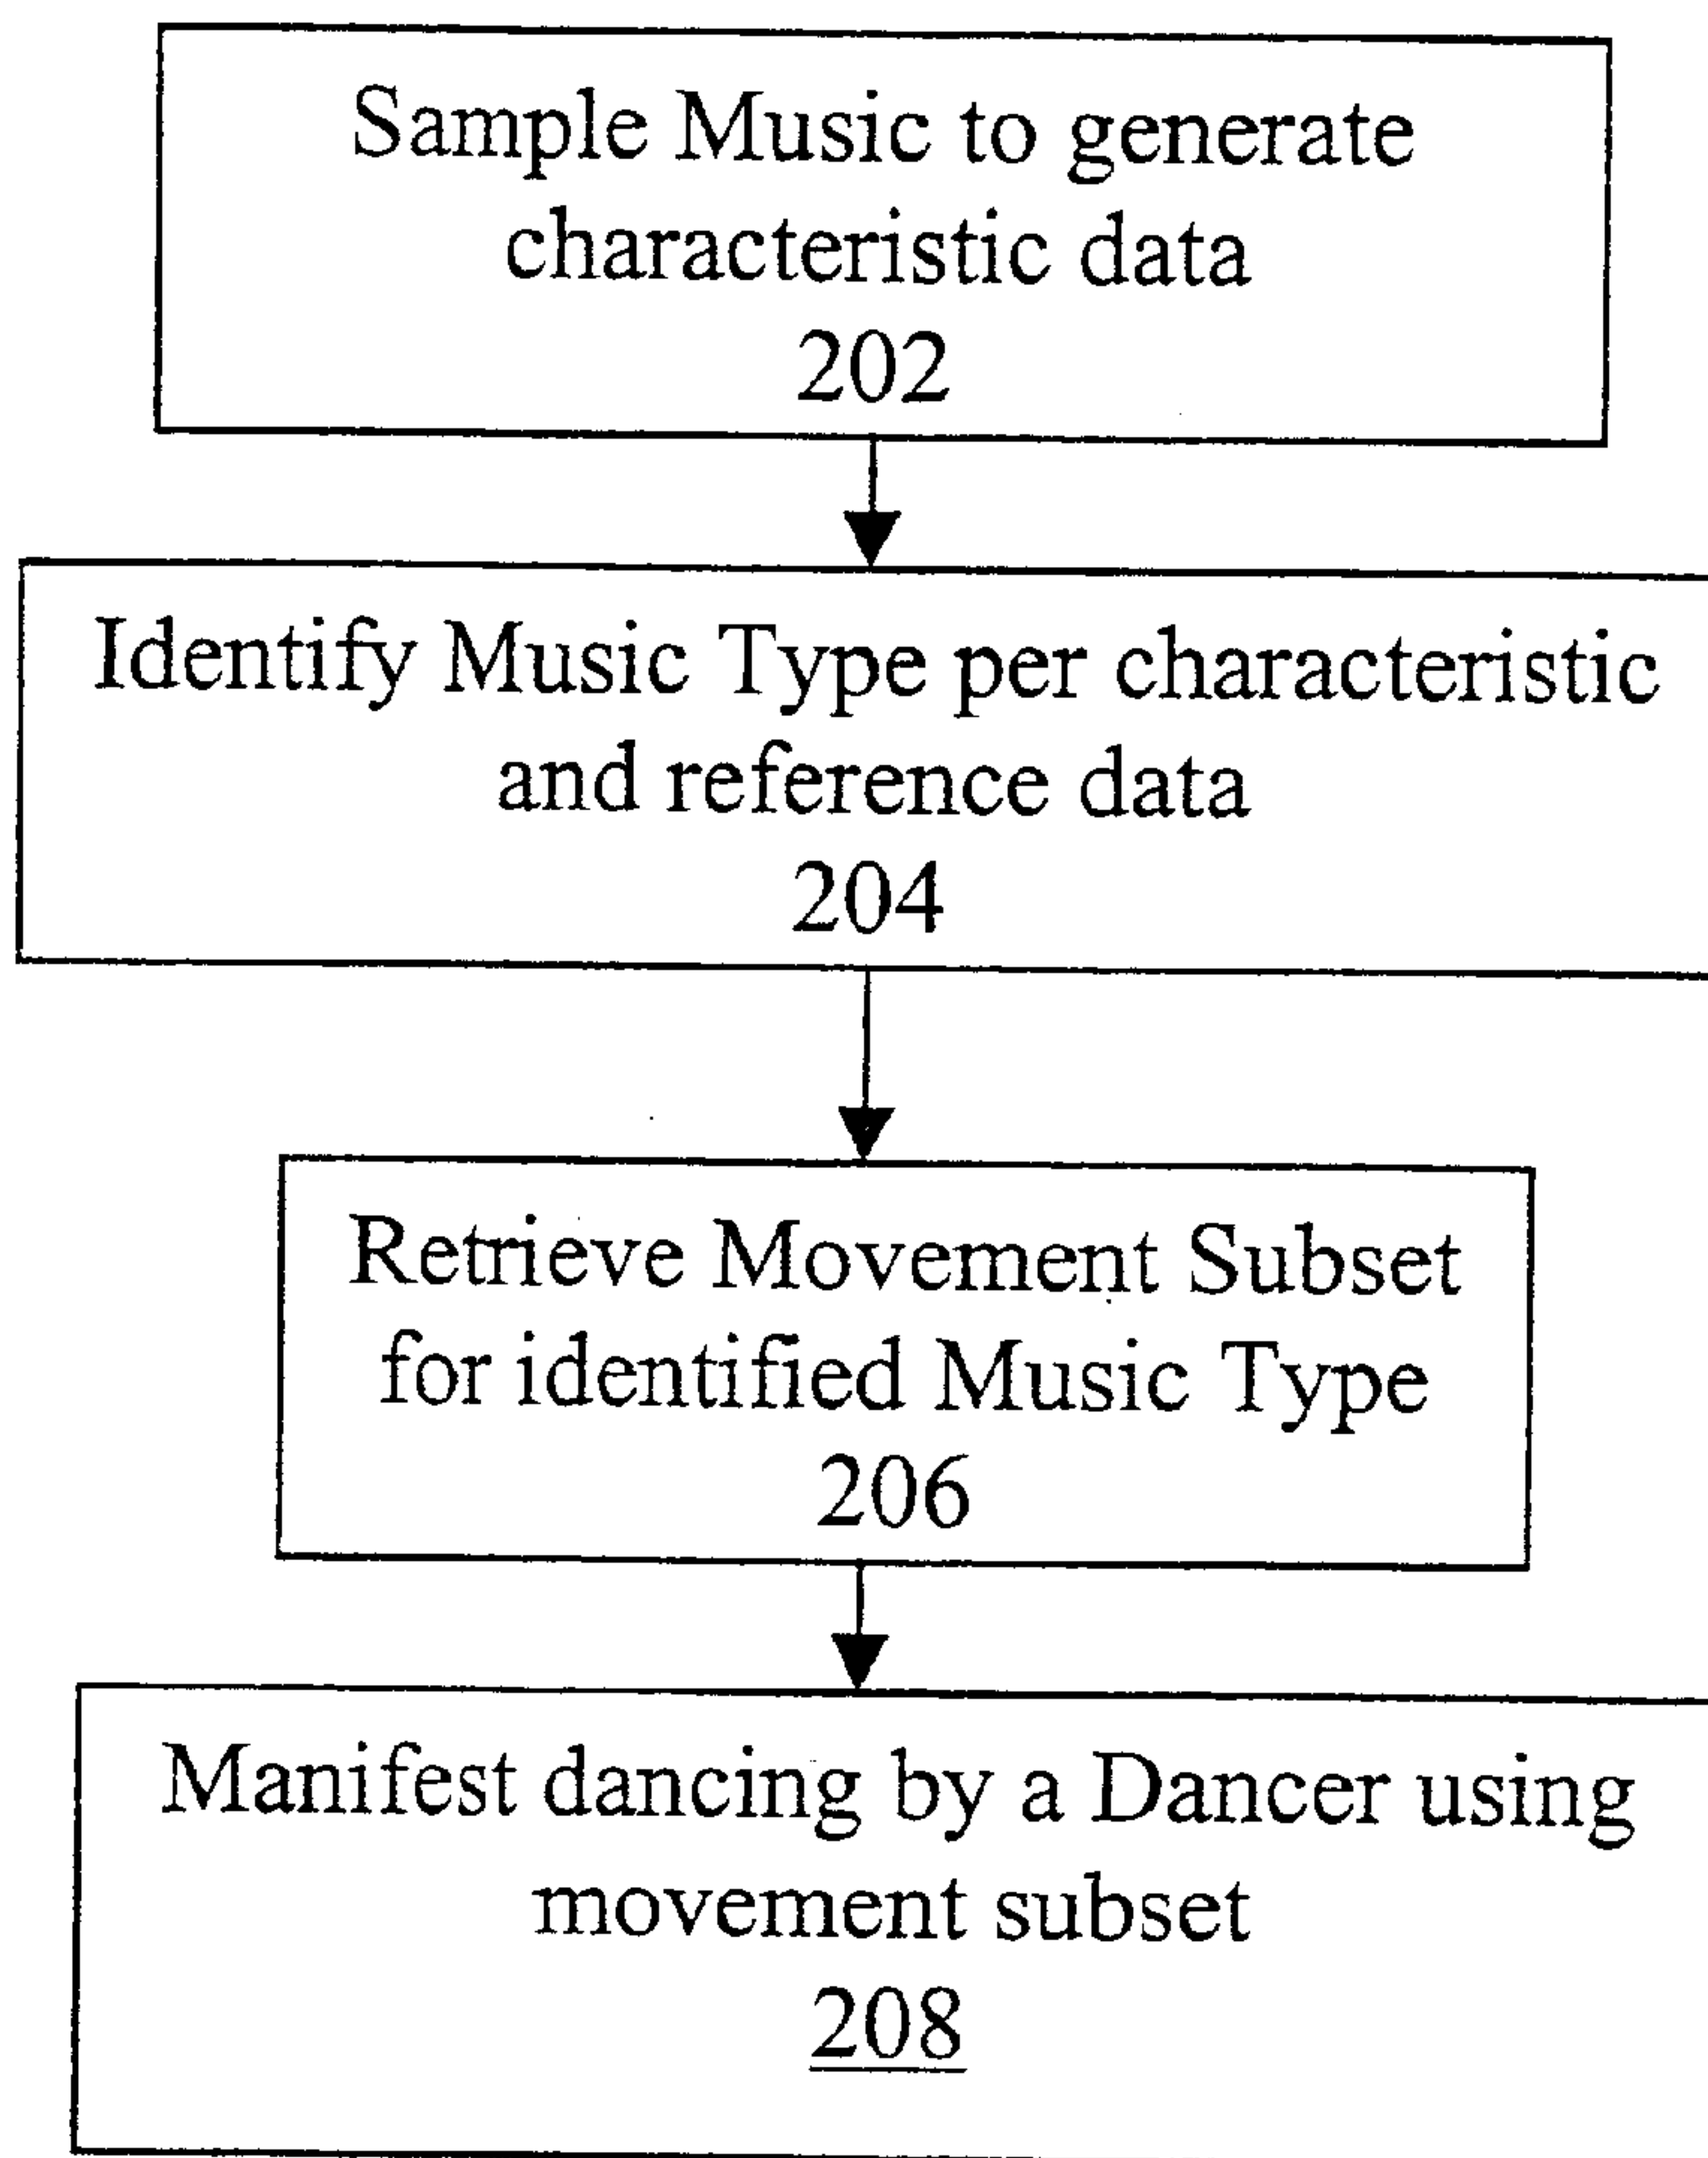 Sample Music to generate
characteristic data
202
Identify Music Type per characteristic
and reference data
204
Retrieve Movement Subset
for identified Music Type
206
Manifest dancing by a Dancer using
movement subset
208